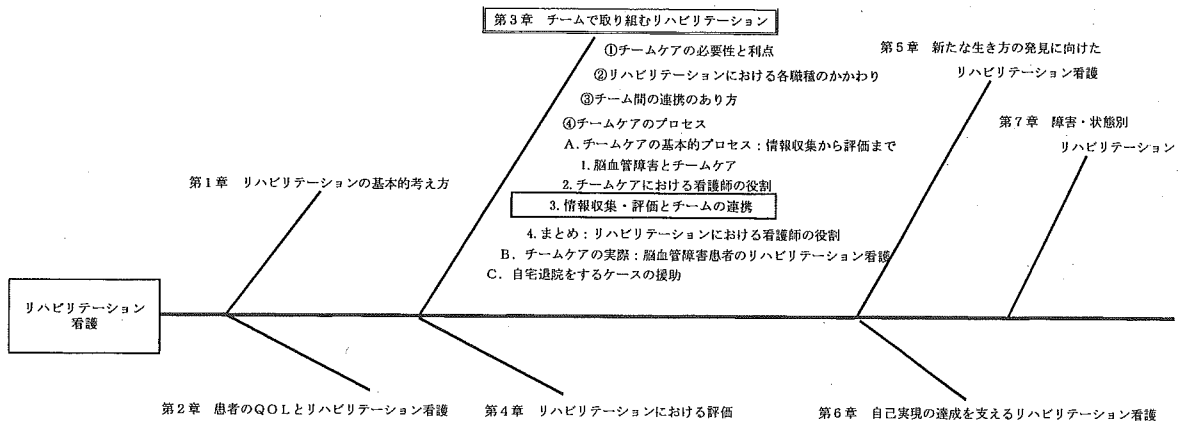 第3章 チームで取り組むリハビリテーション
①チームケアの必要性と利点
②リハビリテーションにおける各職種のかかわり
③チーム間の連携のあり方
④チームケアのプロセス
A.チームケアの基本的プロセス：情報収集から評価まで
1.脳血管障害とチームケア
2.チームケアにおける看護師の役割
3.情報収集・評価とチームの連携
4.まとめ：リハビリテーションにおける看護師の役割
B.チームケアの実際：脳血管障害患者のリハビリテーション看護
C.自宅退院をするケースの援助
第5章 新たな生き方の発見に向けた
リハビリテーション看護
第7章 障害・状態別
リハビリテーション
第1章 リハビリテーションの基本的考え方
リハビリテーション
看護
第2章 患者のQOLとリハビリテーション看護
第4章 リハビリテーションにおける評価
第6章 自己実現の達成を支えるリハビリテーション看護